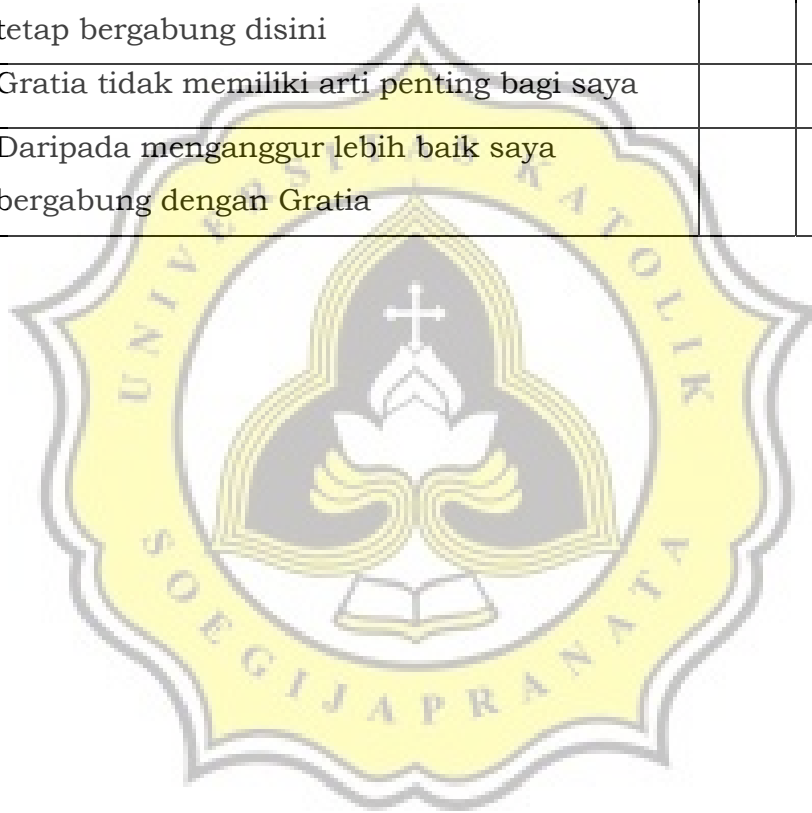 tetap bergabung disini
Gratia tidak memiliki arti penting bagi saya
Daripada menganggur lebih baik saya
bergabung dengan Gratia
UNIVERSITAS KATOLIK
SOEGIJAPRANATA